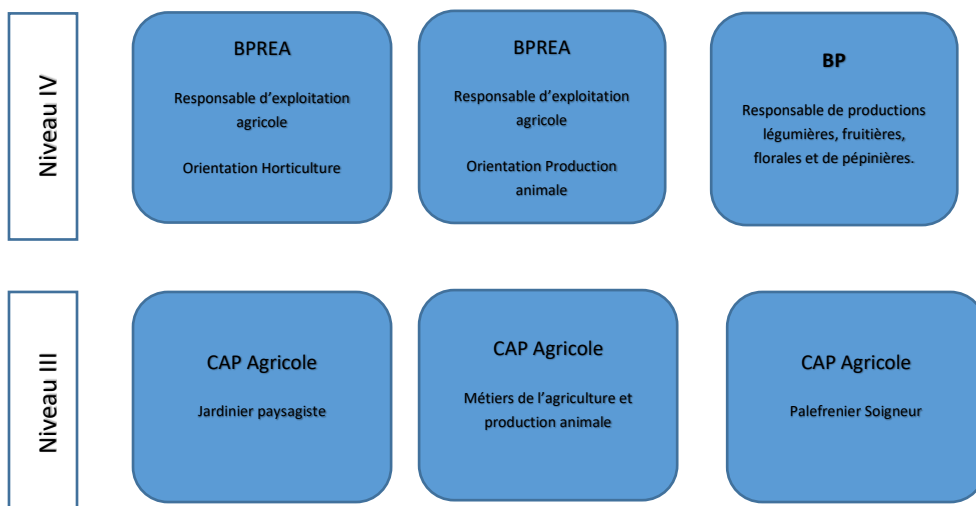 Niveau IV
BPREA
Responsable d’exploitation
agricole
Orientation Horticulture
BPREA
Responsable d’exploitation
agricole
Orientation Production
animale
BP
Responsable de productions
légumières, fruitières,
florales et de pépinières.
Niveau III
CAP Agricole
Jardinier paysagiste
CAP Agricole
Métiers de l’agriculture et
production animale
CAP Agricole
Palefrenier Soigneur